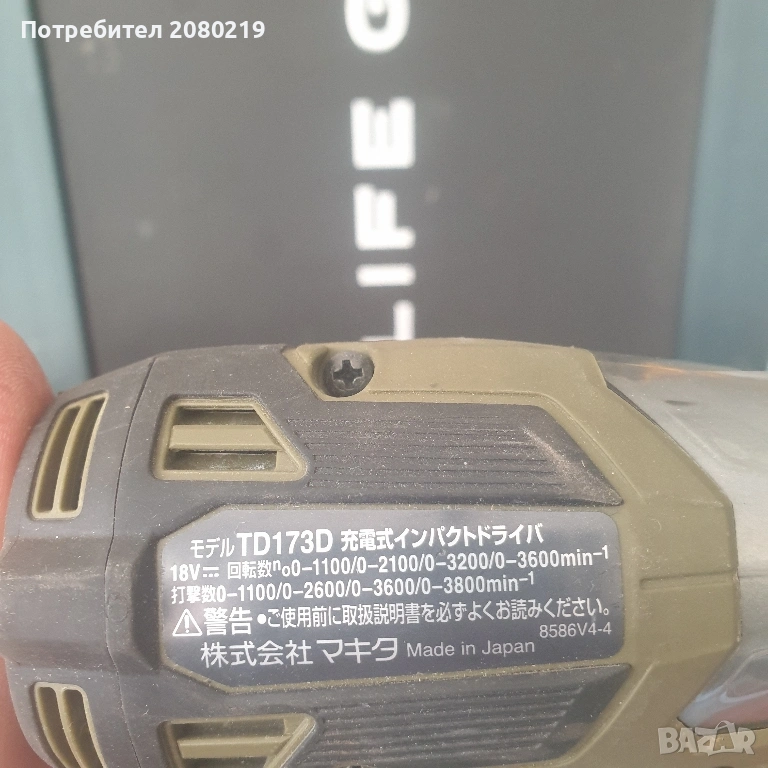 Потребител 2080219
LIFE G
モデル TD173D 充電式インパクトドライバ
18V⎓ 回転数n₀0-1100/0-2100/0-3200/0-3600min⁻¹
打撃数0-1100/0-2600/0-3600/0-3800min⁻¹
⚠警告 ●ご使用前に取扱説明書を必ずよくお読みください。
8586V4-4
株式会社 マキタ Made in Japan
BAZAR